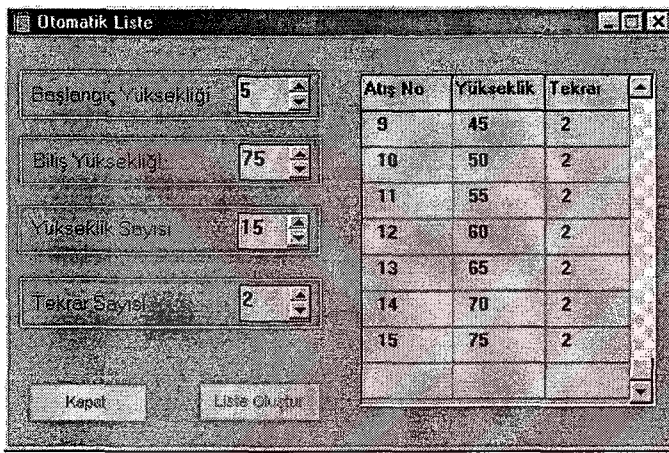 Otomatik Liste
Başlangıç Yüksekliği 5
Bitiş Yüksekliği 75
Yükseklik Sayısı 15
Tekrar Sayısı 2
Kapat Liste Oluştur
Atış No Yükseklik Tekrar
9 45 2
10 50 2
11 55 2
12 60 2
13 65 2
14 70 2
15 75 2